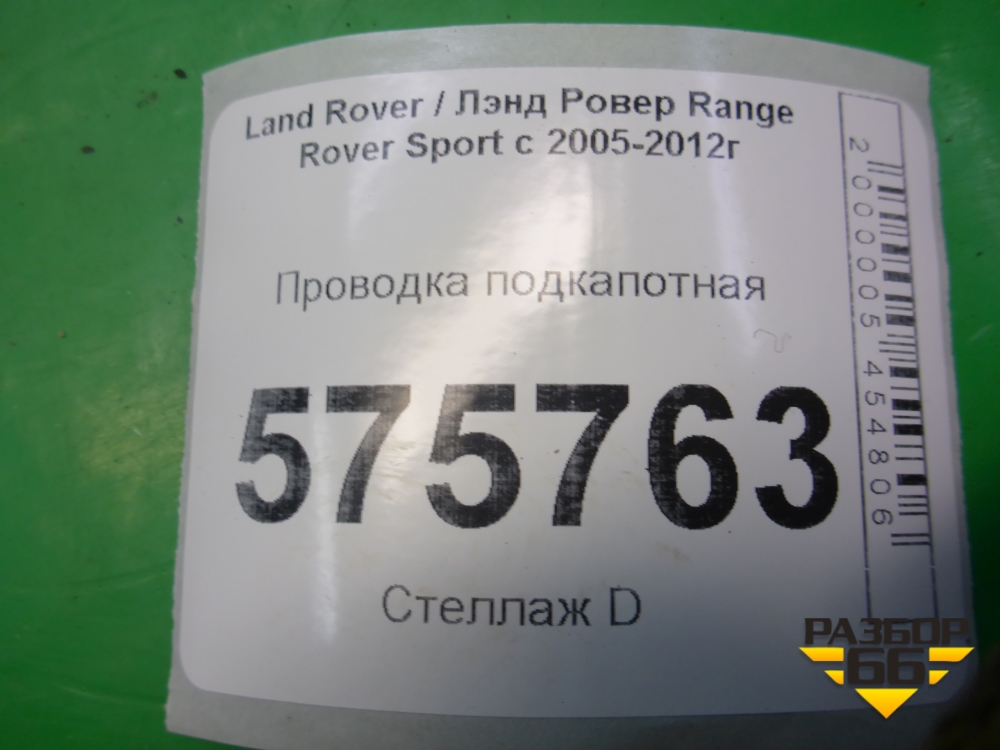 Land Rover / Лэнд Ровер Range
Rover Sport с 2005-2012г
Проводка подкапотная
575763
Стеллаж D
2000005454806
РАЗБОР
66